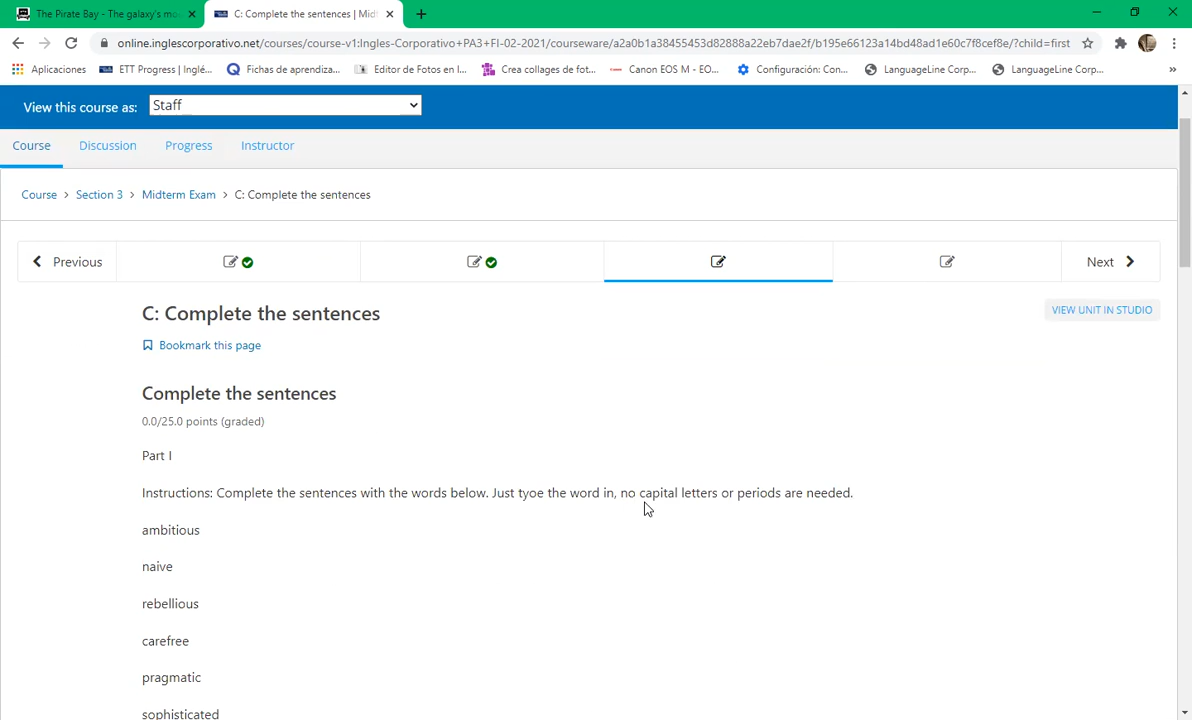 The Pirate Bay - The galaxy's mo
C: Complete the sentences | Midt
online.inglescorporativo.net/courses/course-v1:Ingles-Corporativo+PA3+FI-02-2021/courseware/a2a0b1a38455453d82888a22eb7dae2f/b195e66123a14bd48ad1e60c7f8cef8e/?child=first
Aplicaciones ETT Progress | Inglé... Fichas de aprendiza... Editor de Fotos en l... Crea collages de fot... Canon EOS M - EO... Configuración: Con... LanguageLine Corp... LanguageLine Corp... »
View this course as: Staff
Course Discussion Progress Instructor
Course > Section 3 > Midterm Exam > C: Complete the sentences
Previous Next
C: Complete the sentences
VIEW UNIT IN STUDIO
Bookmark this page
Complete the sentences
0.0/25.0 points (graded)
Part I
Instructions: Complete the sentences with the words below. Just tyoe the word in, no capital letters or periods are needed.
ambitious
naive
rebellious
carefree
pragmatic
sophisticated